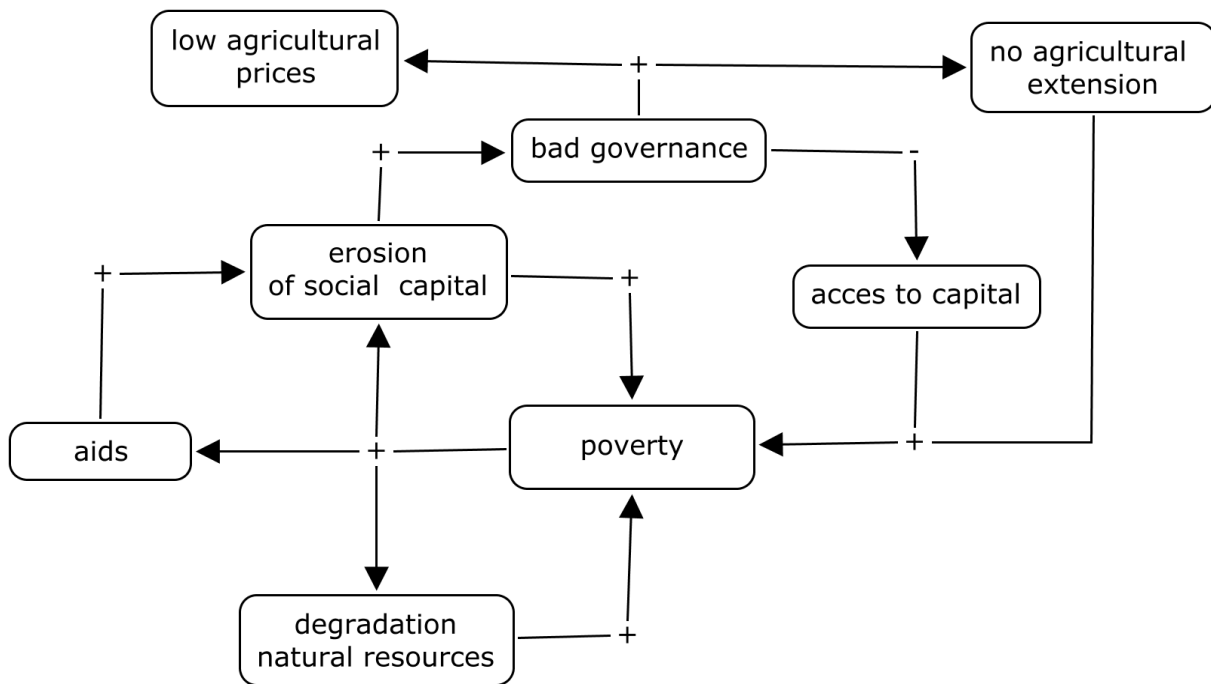 low agricultural
prices
+
no agricultural
extension
+
bad governance
-
+
erosion
of social capital
+
acces to capital
aids
+
poverty
+
degradation
natural resources
+